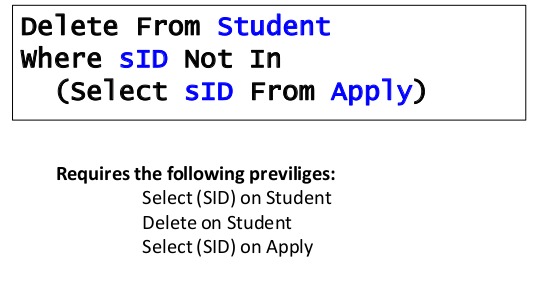 Delete From Student
Where sID Not In
(Select sID From Apply)
Requires the following previliges:
Select (SID) on Student
Delete on Student
Select (SID) on Apply